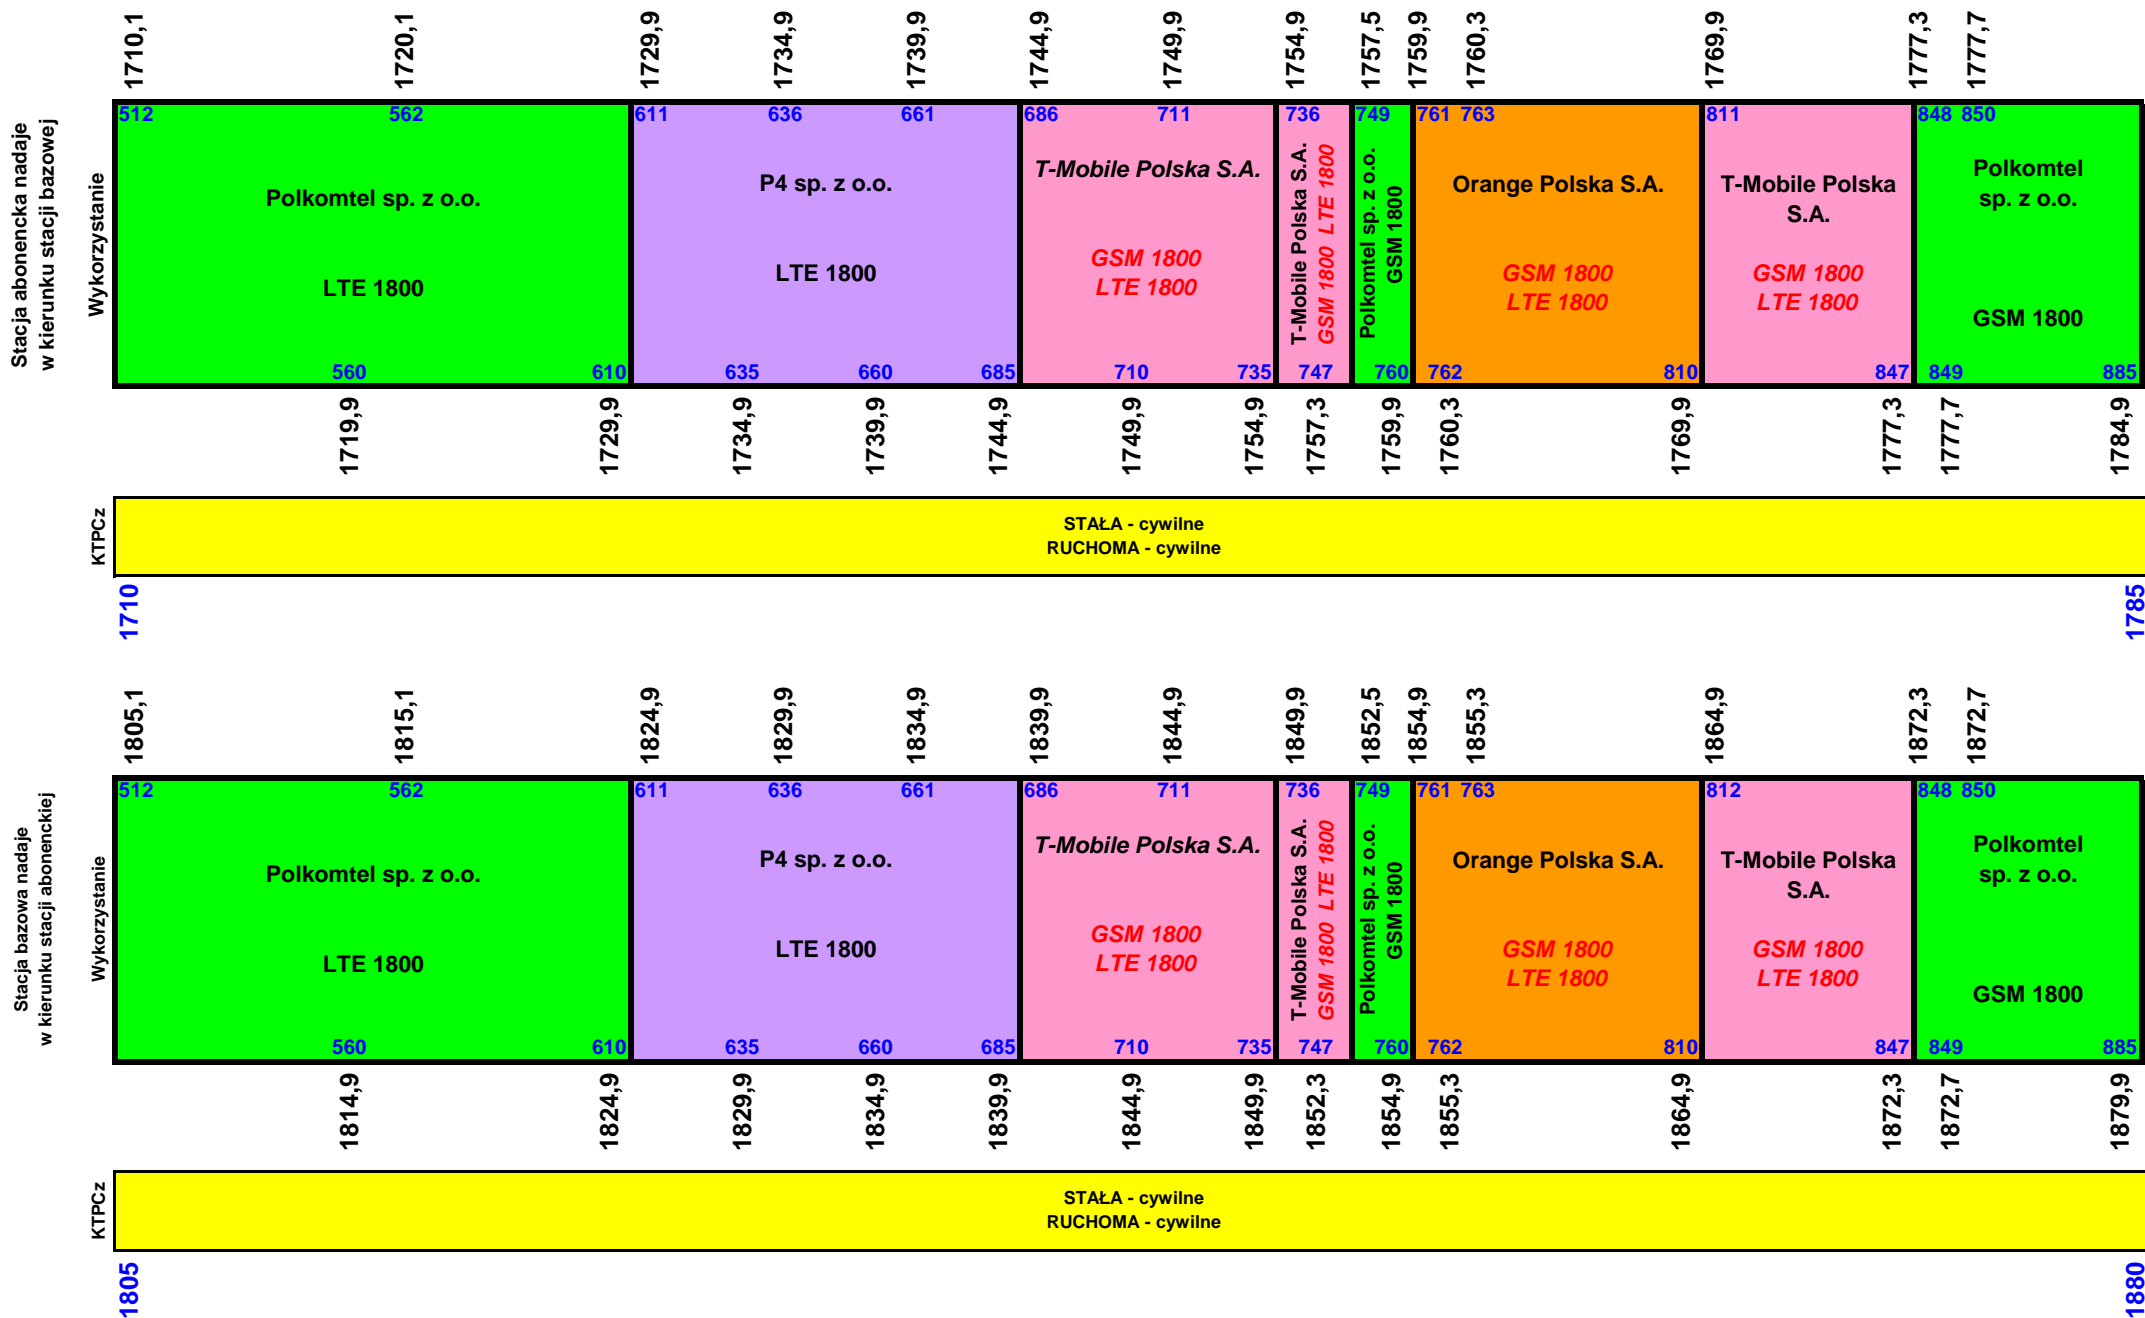 1710,1 1720,1 1729,9 1734,9 1739,9 1744,9 1749,9 1754,9 1757,5 1759,9 1760,3 1769,9 1777,3 1777,7
Stacja abonencka nadaje
w kierunku stacji bazowej
Wykorzystanie
512 562 611 636 661 686 711 736 749 761 763 811 848 850
Polkomtel sp. z o.o.
LTE 1800
P4 sp. z o.o.
LTE 1800
T-Mobile Polska S.A.
GSM 1800
LTE 1800
T-Mobile Polska S.A.
GSM 1800 LTE 1800
Polkomtel sp. z o.o.
GSM 1800
Orange Polska S.A.
GSM 1800
LTE 1800
T-Mobile Polska
S.A.
GSM 1800
LTE 1800
Polkomtel
sp. z o.o.
GSM 1800
560 610 635 660 685 710 735 747 760 762 810 847 849 885
1719,9 1729,9 1734,9 1739,9 1744,9 1749,9 1754,9 1757,3 1759,9 1760,3 1769,9 1777,3 1777,7 1784,9
KTPCz
STAŁA - cywilne
RUCHOMA - cywilne
1710 1785
1805,1 1815,1 1824,9 1829,9 1834,9 1839,9 1844,9 1849,9 1852,5 1854,9 1855,3 1864,9 1872,3 1872,7
Stacja bazowa nadaje
w kierunku stacji abonenckiej
Wykorzystanie
512 562 611 636 661 686 711 736 749 761 763 812 848 850
Polkomtel sp. z o.o.
LTE 1800
P4 sp. z o.o.
LTE 1800
T-Mobile Polska S.A.
GSM 1800
LTE 1800
T-Mobile Polska S.A.
GSM 1800 LTE 1800
Polkomtel sp. z o.o.
GSM 1800
Orange Polska S.A.
GSM 1800
LTE 1800
T-Mobile Polska
S.A.
GSM 1800
LTE 1800
Polkomtel
sp. z o.o.
GSM 1800
560 610 635 660 685 710 735 747 760 762 810 847 849 885
1814,9 1824,9 1829,9 1834,9 1839,9 1844,9 1849,9 1852,3 1854,9 1855,3 1864,9 1872,3 1872,7 1879,9
KTPCz
STAŁA - cywilne
RUCHOMA - cywilne
1805 1880